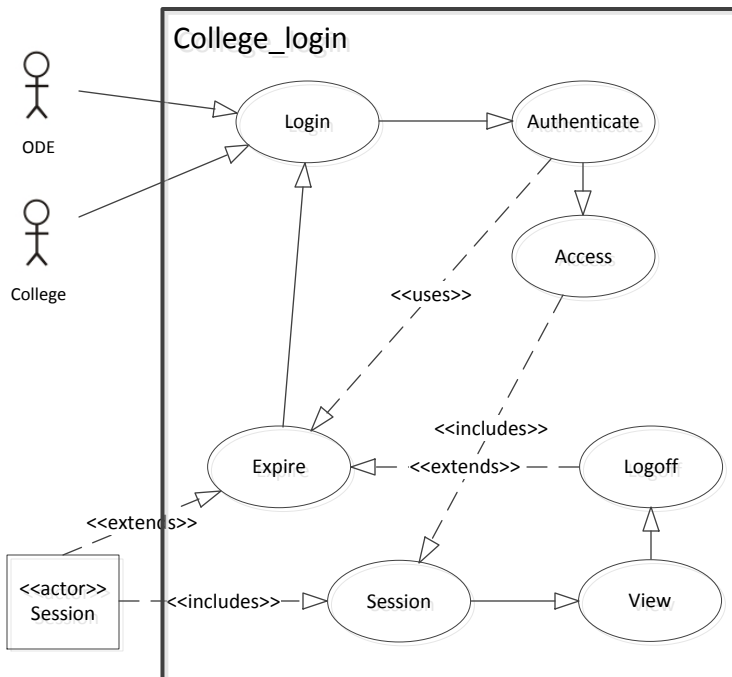 College_login
ODE
College
Login
Authenticate
Access
<<uses>>
<<includes>>
<<extends>>
Expire
Logoff
<<extends>>
<<actor>>
Session
<<includes>>
Session
View